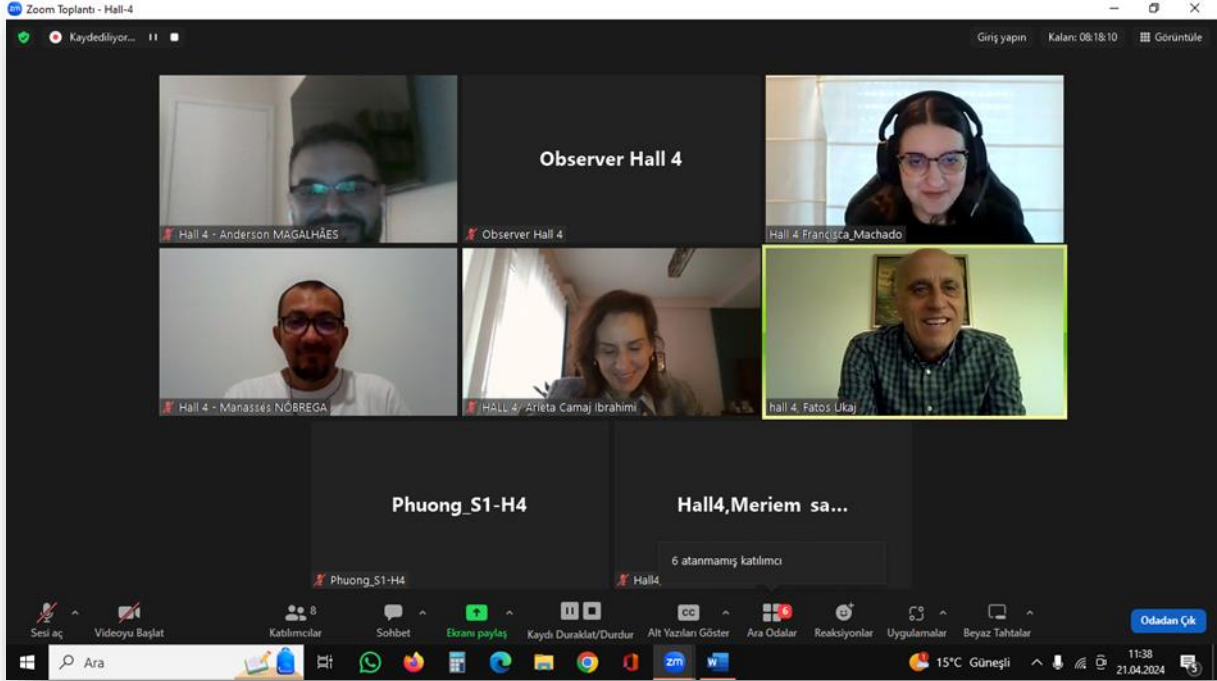 zm Zoom Toplantı - Hall-4
Kaydediliyor...
Giriş yapın
Kalan: 08:18:10
Görüntüle
Hall 4 - Anderson MAGALHÃES
Observer Hall 4
Observer Hall 4
Hall 4 Francisca_Machado
Hall 4 - Manassés NÓBREGA
HALL 4/ Arieta Camaj Ibrahimi
hall 4, Fatos Ukaj
Phuong_S1-H4
Phuong_S1-H4
Hall4,Meriem sa...
Hall4,
6 atanmamış katılımcı
Sesi aç
Videoyu Başlat
8
Katılımcılar
Sohbet
Ekranı paylaş
Kaydı Duraklat/Durdur
CC
Alt Yazıları Göster
6
Ara Odalar
Reaksiyonlar
Uygulamalar
Beyaz Tahtalar
Odadan Çık
Ara
zm
W
15°C Güneşli
11:38
21.04.2024
5